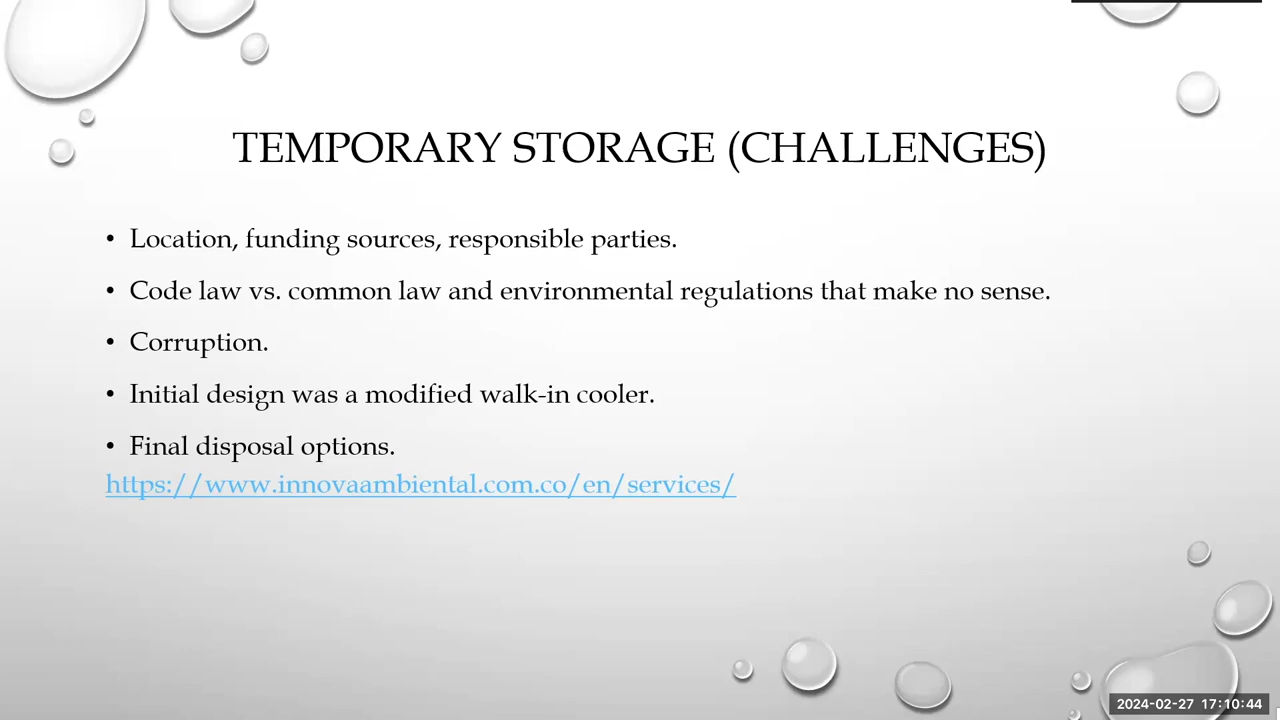 TEMPORARY STORAGE (CHALLENGES)
• Location, funding sources, responsible parties.
• Code law vs. common law and environmental regulations that make no sense.
• Corruption.
• Initial design was a modified walk-in cooler.
• Final disposal options.
https://www.innovaambiental.com.co/en/services/
2024-02-27 17:10:44